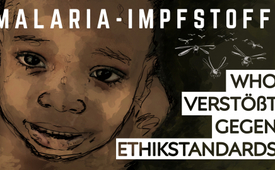 MALARIA-IMPFSTOFF
WHO
VERSTÖẞT
GEGEN
ETHIKSTANDARDS